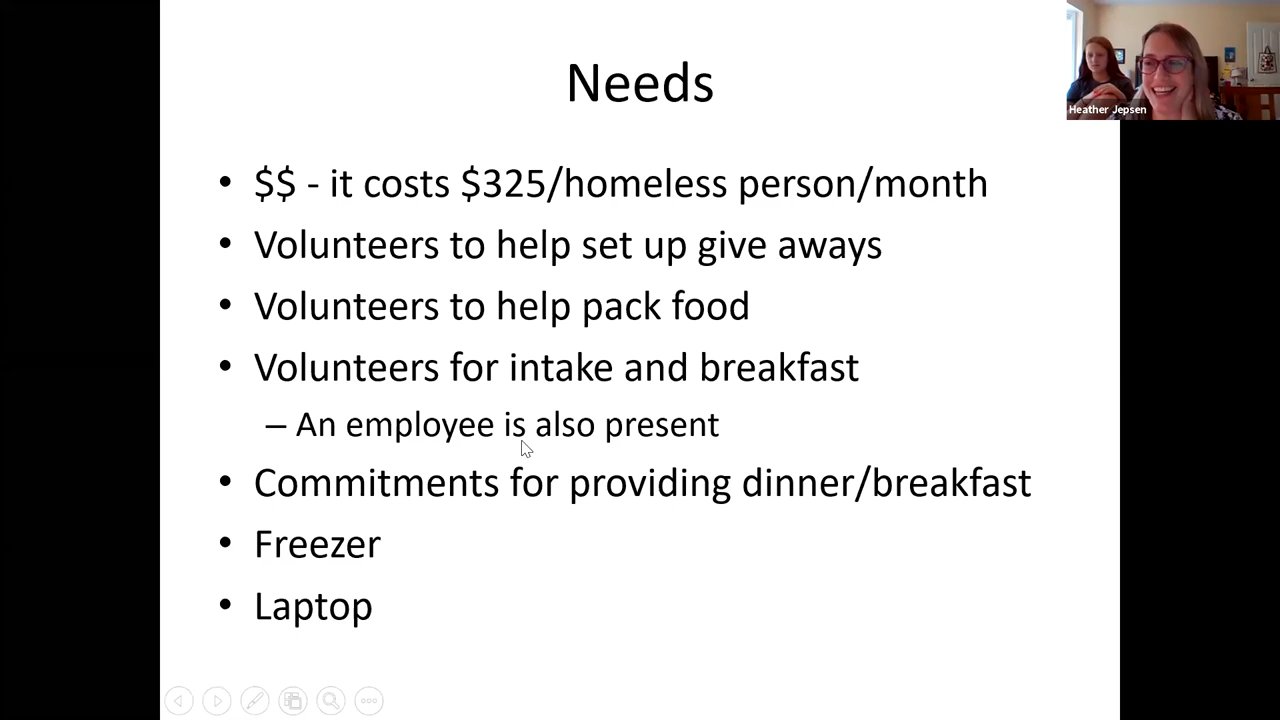 Needs
Heather Jepsen
• $$ - it costs $325/homeless person/month
• Volunteers to help set up give aways
• Volunteers to help pack food
• Volunteers for intake and breakfast
– An employee is also present
• Commitments for providing dinner/breakfast
• Freezer
• Laptop